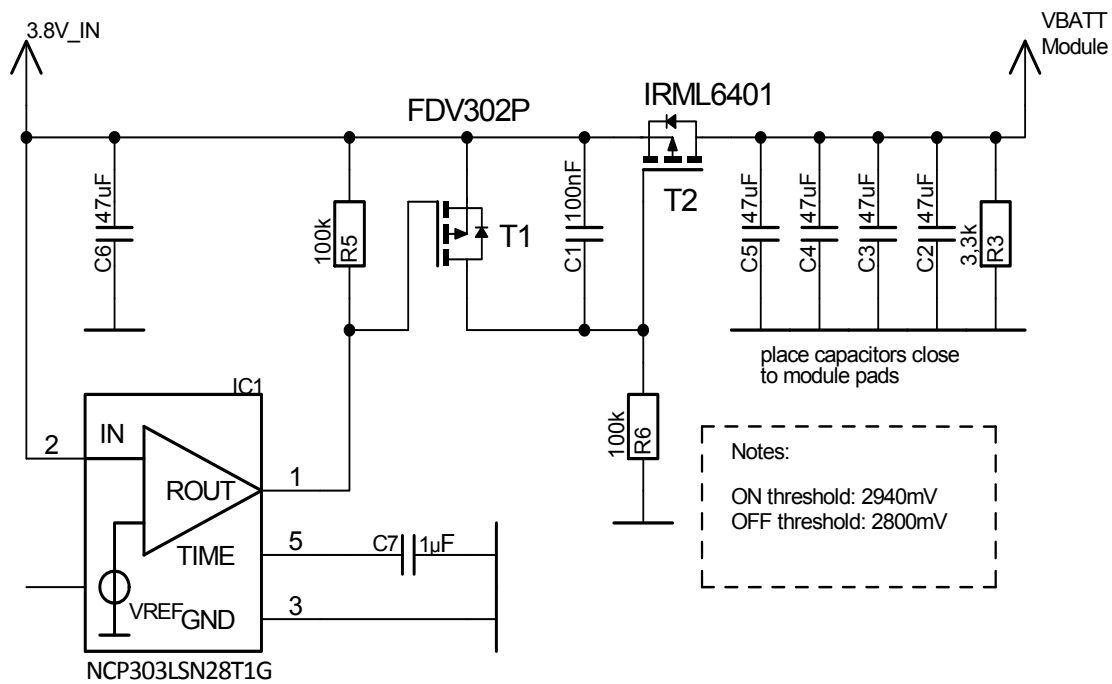 3.8V_IN
VBATT
Module
FDV302P
IRML6401
47uF
C6
100k
R5
T1
100nF
C1
T2
47uF
C5
47uF
C4
47uF
C3
47uF
C2
3,3k
R3
place capacitors close
to module pads
IC1
2
IN
ROUT
1
TIME
5
C7
1µF
VREF
GND
3
100k
R6
Notes:
ON threshold: 2940mV
OFF threshold: 2800mV
NCP303LSN28T1G